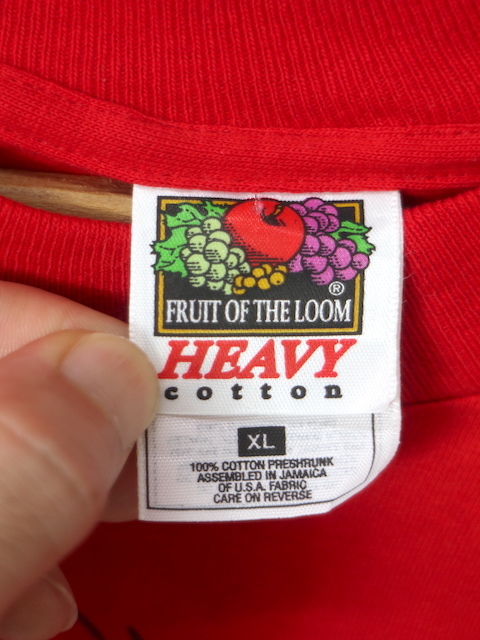 ®
FRUIT OF THE LOOM
HEAVY
cotton
XL
100% COTTON PRESHRUNK
ASSEMBLED IN JAMAICA
OF U.S.A. FABRIC
CARE ON REVERSE